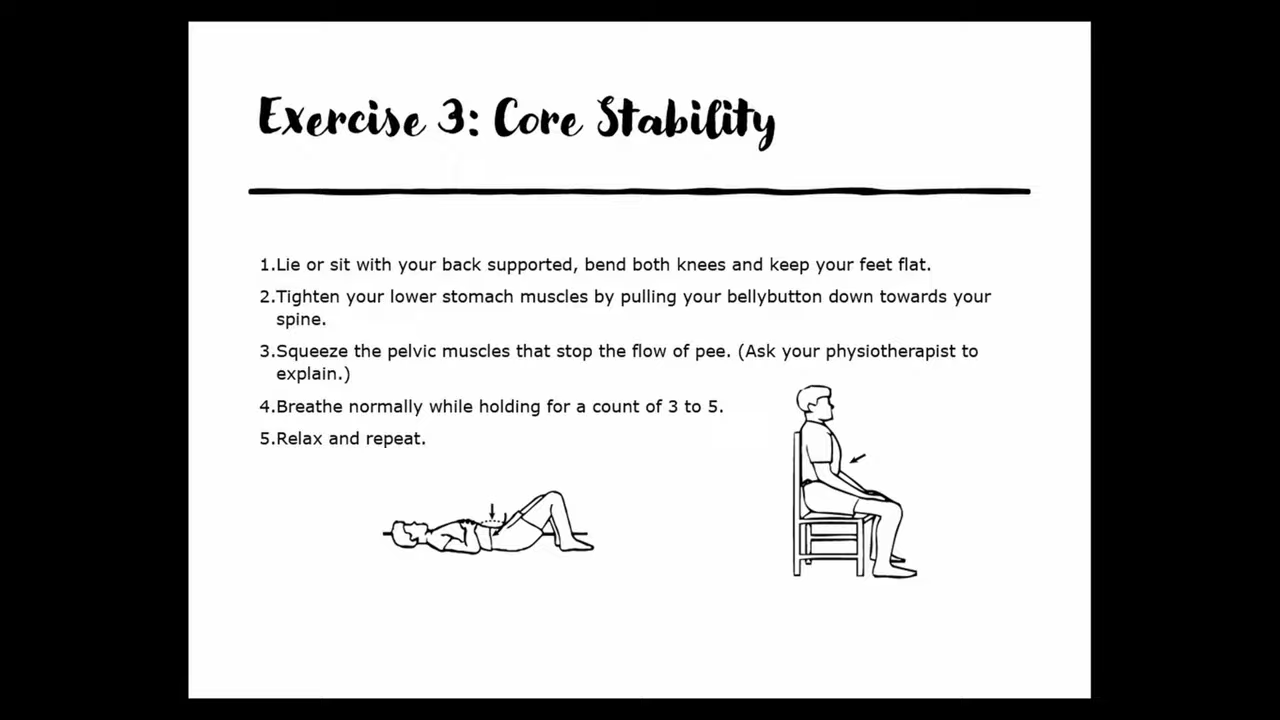 Exercise 3: Core Stability
1.Lie or sit with your back supported, bend both knees and keep your feet flat.
2.Tighten your lower stomach muscles by pulling your bellybutton down towards your
spine.
3.Squeeze the pelvic muscles that stop the flow of pee. (Ask your physiotherapist to
explain.)
4.Breathe normally while holding for a count of 3 to 5.
5.Relax and repeat.